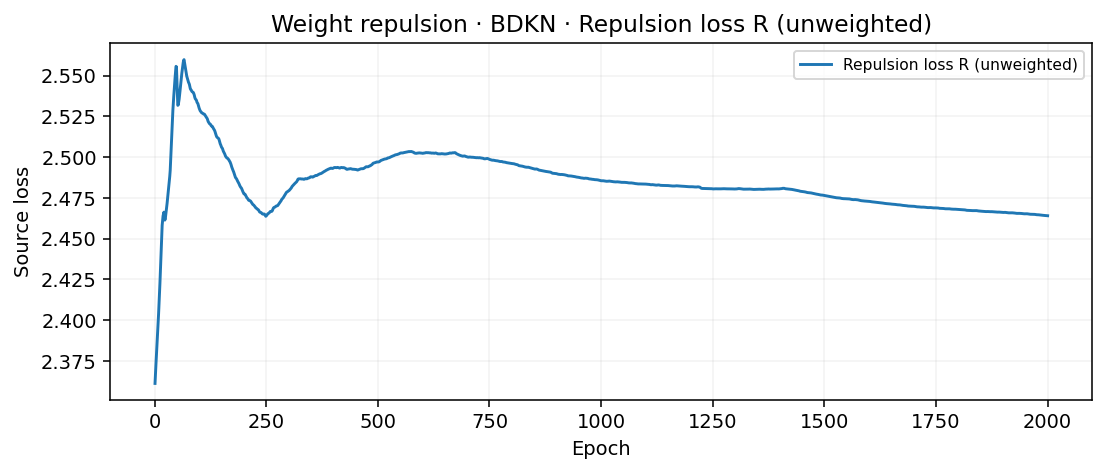 Weight repulsion · BDKN · Repulsion loss R (unweighted)
Repulsion loss R (unweighted)
Source loss
2.550
2.525
2.500
2.475
2.450
2.425
2.400
2.375
0 250 500 750 1000 1250 1500 1750 2000
Epoch